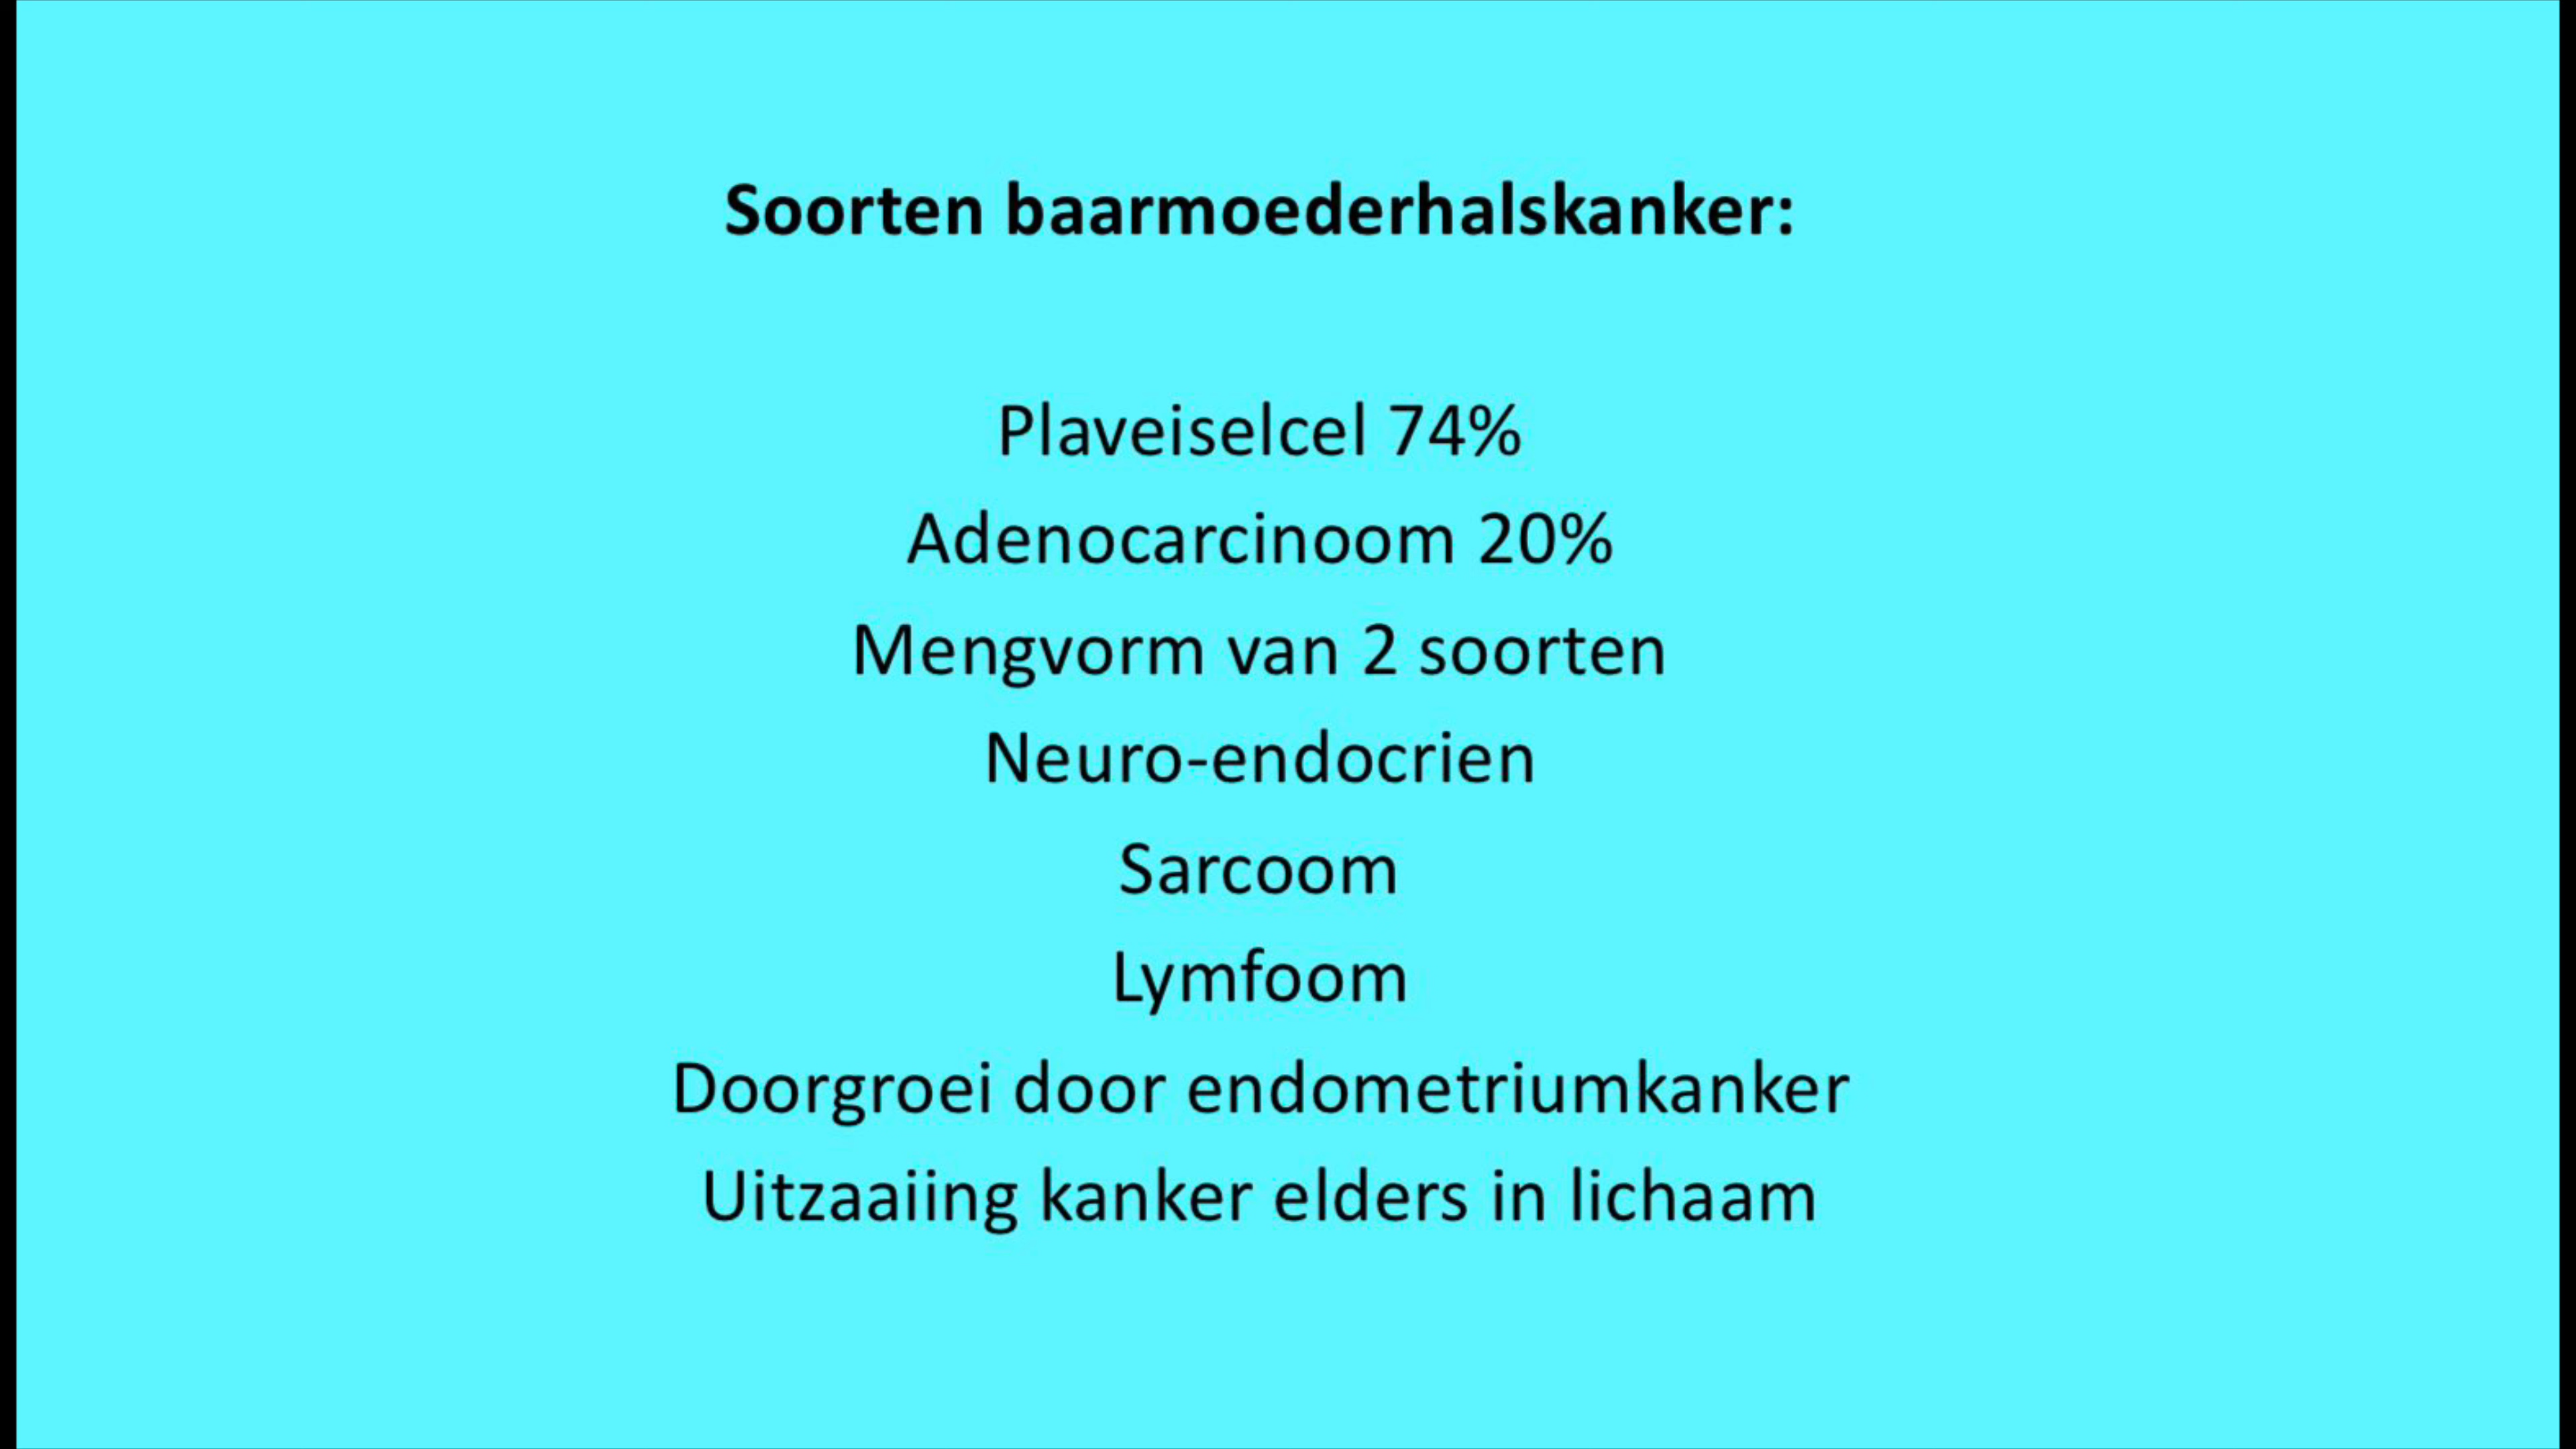 Soorten baarmoederhalskanker:
Plaveiselcel 74%
Adenocarcinoom 20%
Mengvorm van 2 soorten
Neuro-endocrien
Sarcoom
Lymfoom
Doorgroei door endometriumkanker
Uitzaaiing kanker elders in lichaam